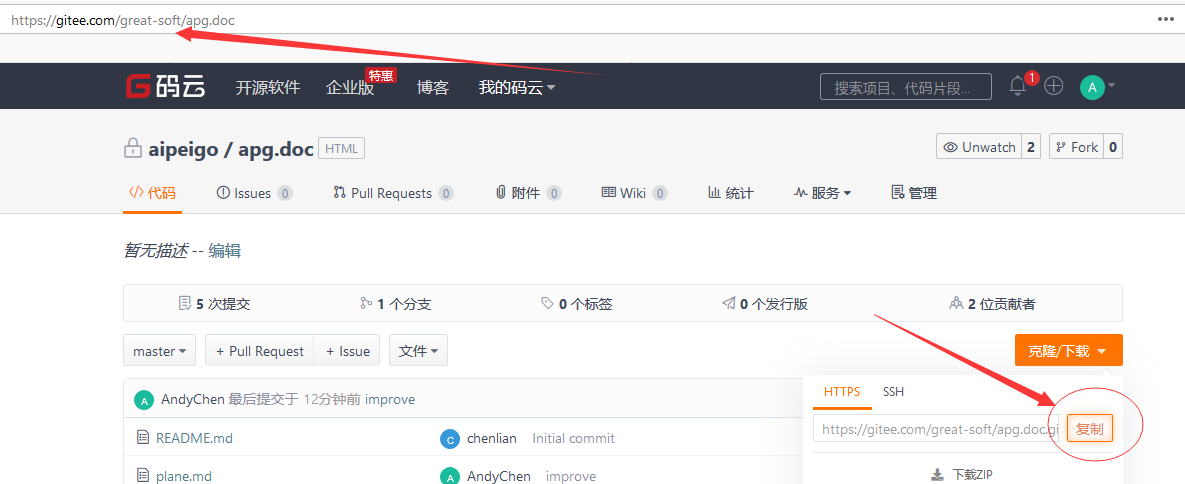 https://gitee.com/great-soft/apg.doc
G 码云 开源软件 企业版 特惠 博客 我的码云 搜索项目、代码片段... 1 A
aipeigo / apg.doc HTML Unwatch 2 Fork 0
代码 Issues 0 Pull Requests 0 附件 0 Wiki 0 统计 服务 管理
暂无描述 -- 编辑
5 次提交 1 个分支 0 个标签 0 个发行版 2 位贡献者
master + Pull Request + Issue 文件 克隆/下载
HTTPS SSH
A AndyChen 最后提交于 12分钟前 improve
https://gitee.com/great-soft/apg.doc.gi 复制
README.md C chenlian Initial commit
plane.md A AndyChen improve
下载ZIP